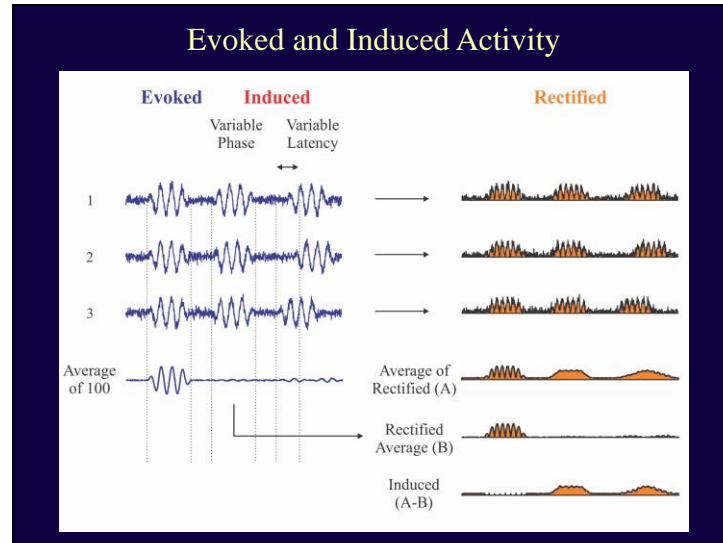 Evoked and Induced Activity
Evoked Induced Rectified
Variable Phase
Variable Latency
1
2
3
Average
of 100
Average of
Rectified (A)
Rectified
Average (B)
Induced
(A-B)